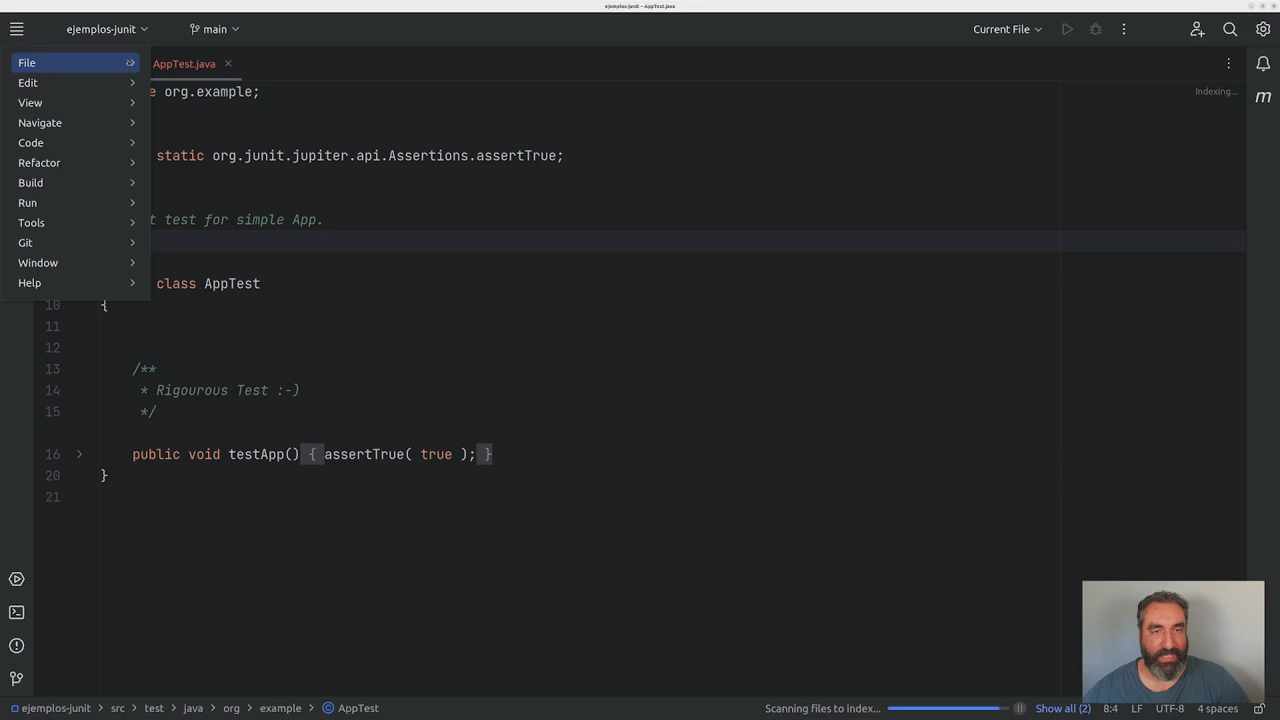 ejemplos-junit – AppTest.java
ejemplos-junit
main
Current File
File
Edit
View
Navigate
Code
Refactor
Build
Run
Tools
Git
Window
Help
AppTest.java
Indexing...
m
e org.example;
static org.junit.jupiter.api.Assertions.assertTrue;
t test for simple App.
class AppTest
10 {
11
12
13 /**
14 * Rigourous Test :-)
15 */
16 public void testApp() { assertTrue( true ); }
20 }
21
ejemplos-junit > src > test > java > org > example > AppTest
Scanning files to index...
Show all (2)
8:4
LF
UTF-8
4 spaces